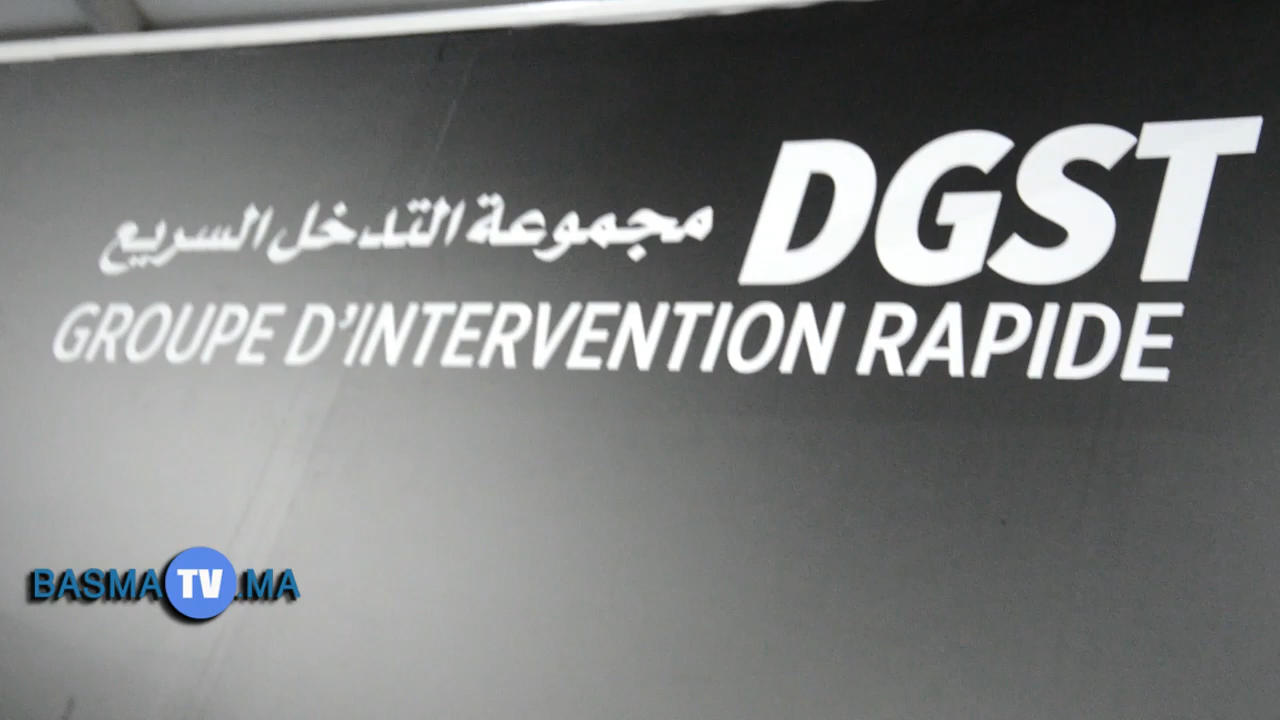 مجموعة التدخل السريع DGST
GROUPE D'INTERVENTION RAPIDE
BASMA TV .MA